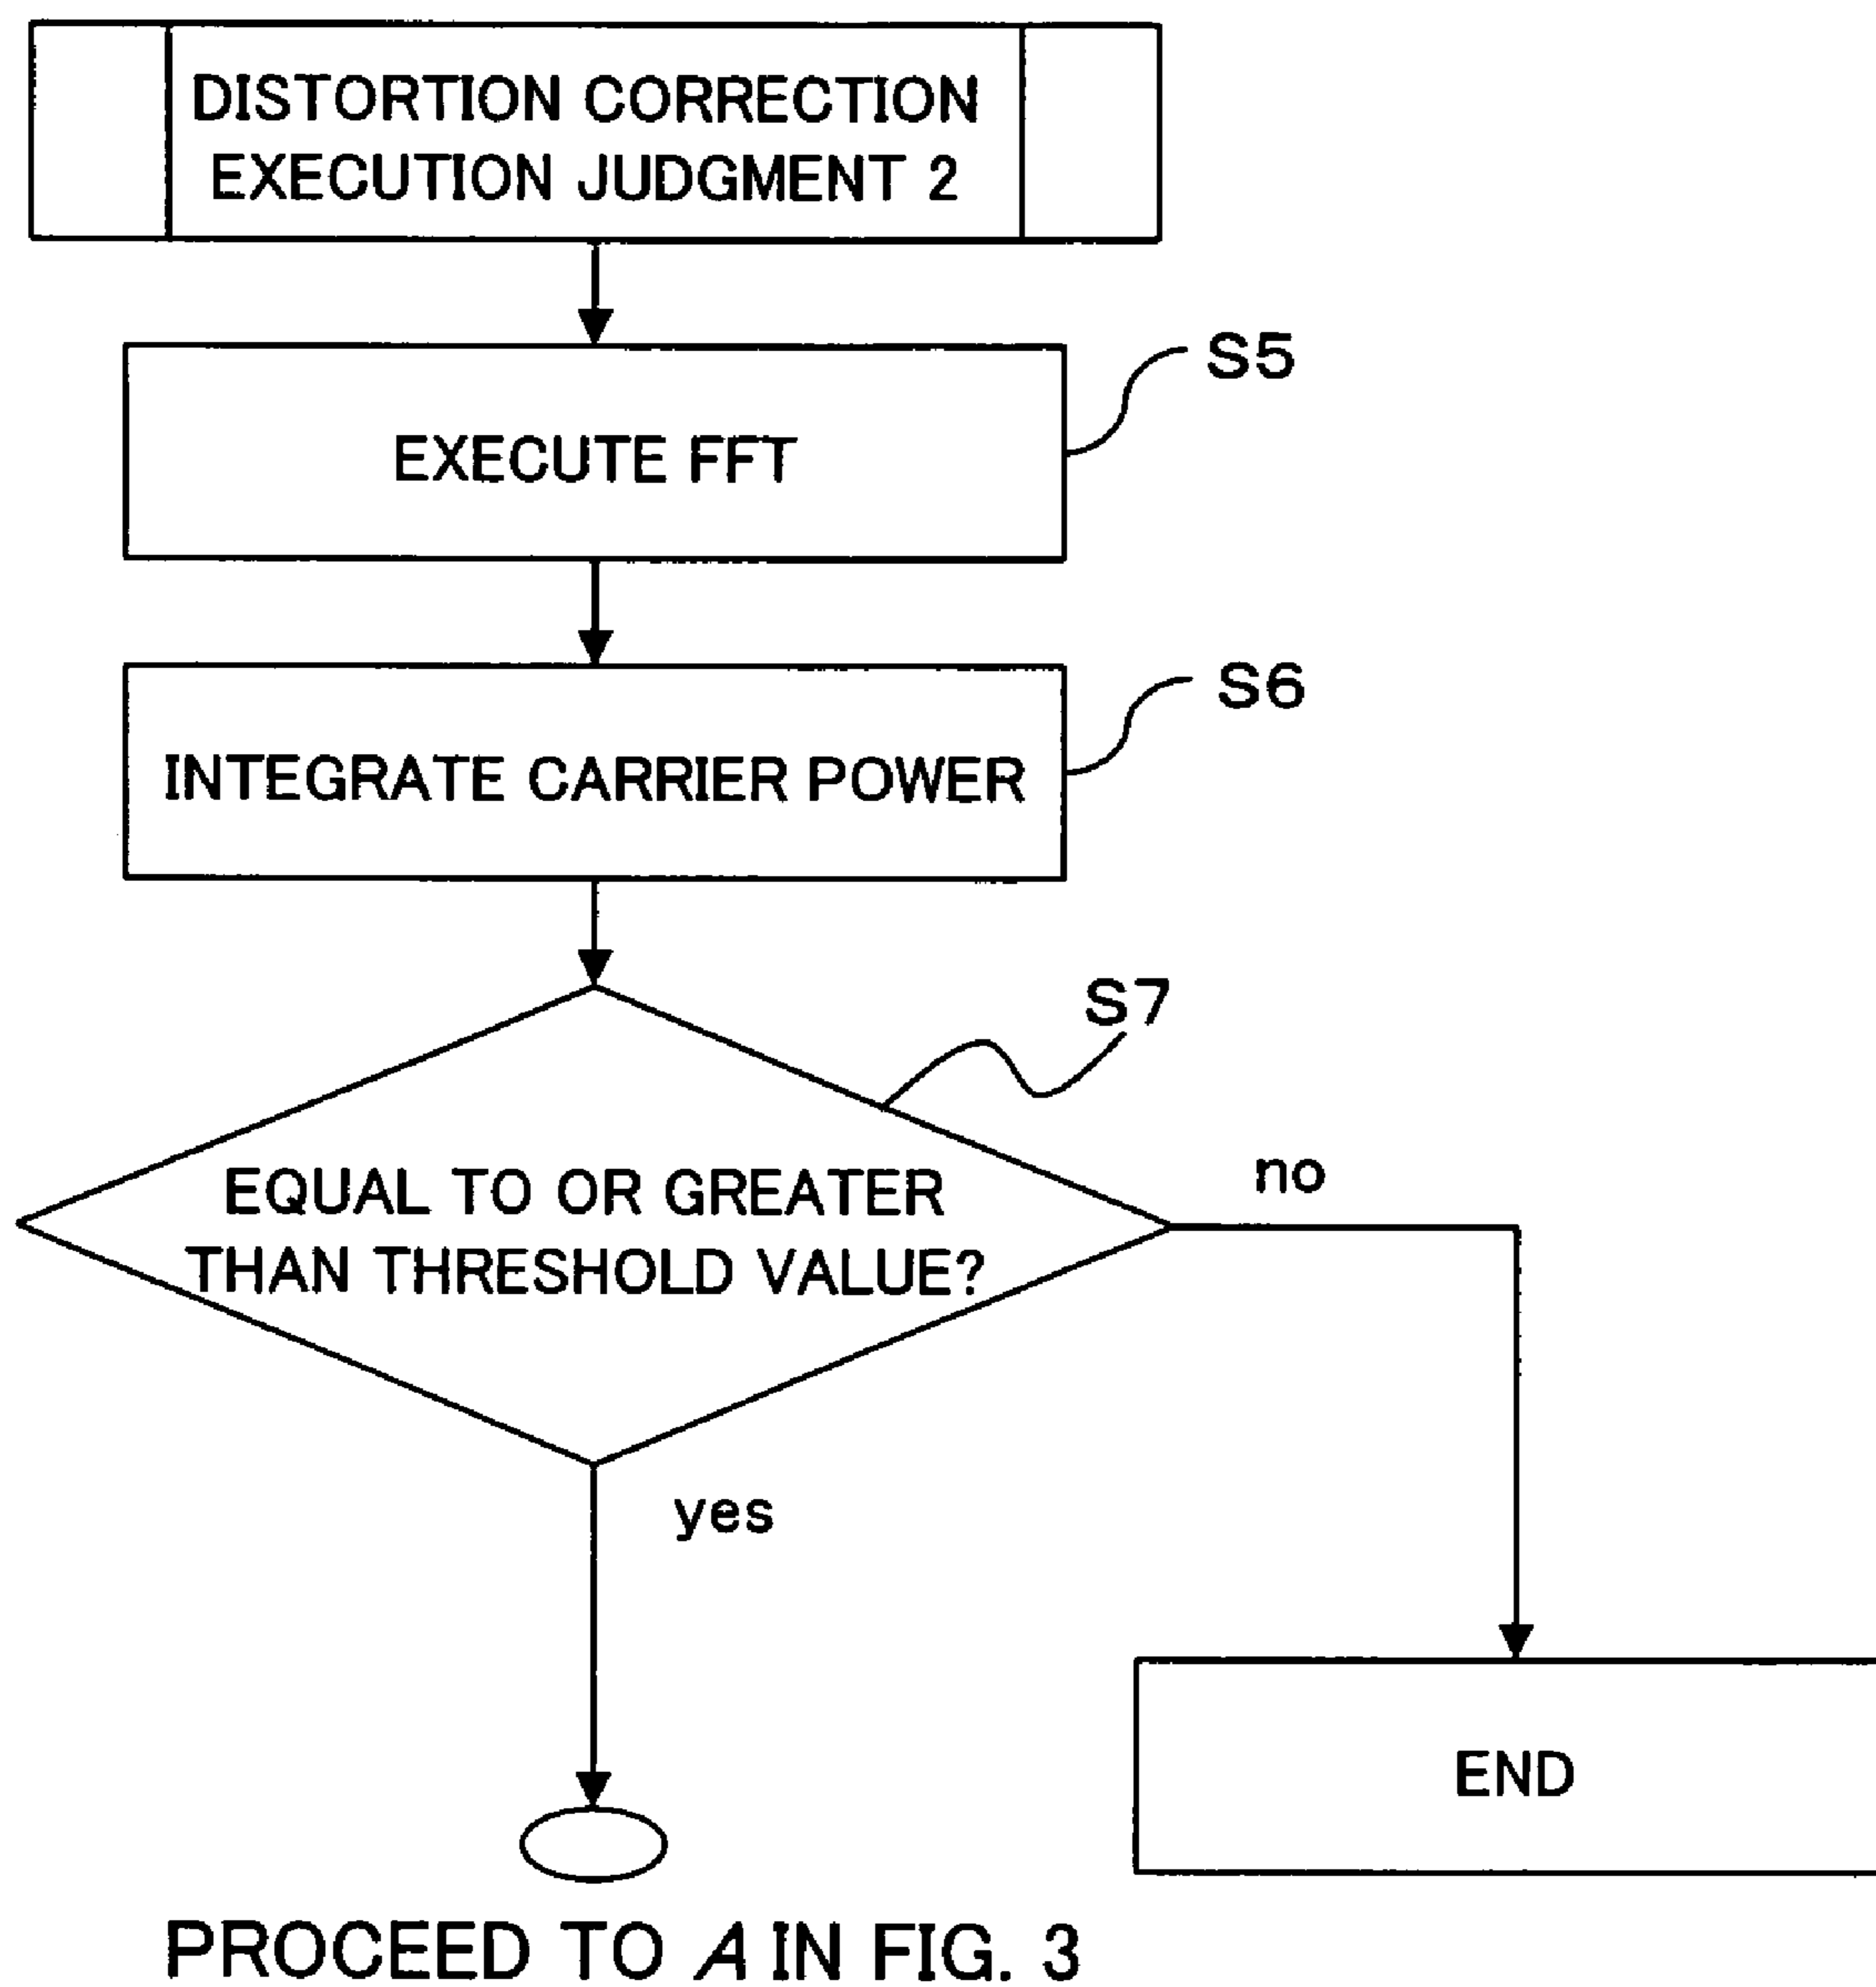 DISTORTION CORRECTION
EXECUTION JUDGMENT 2
S5
EXECUTE FFT
S6
INTEGRATE CARRIER POWER
S7
EQUAL TO OR GREATER
THAN THRESHOLD VALUE?
no
yes
END
PROCEED TO A IN FIG. 3